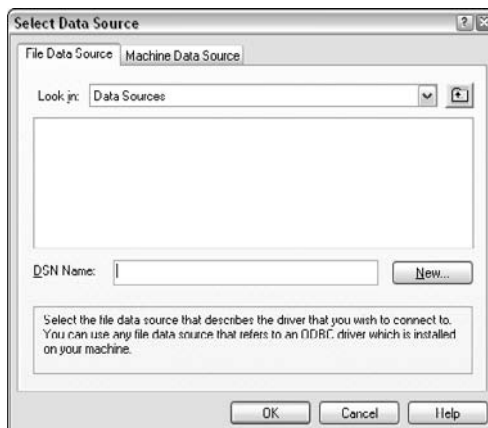 Select Data Source
File Data Source Machine Data Source
Look in: Data Sources
DSN Name: New...
Select the file data source that describes the driver that you wish to connect to.
You can use any file data source that refers to an ODBC driver which is installed
on your machine.
OK Cancel Help